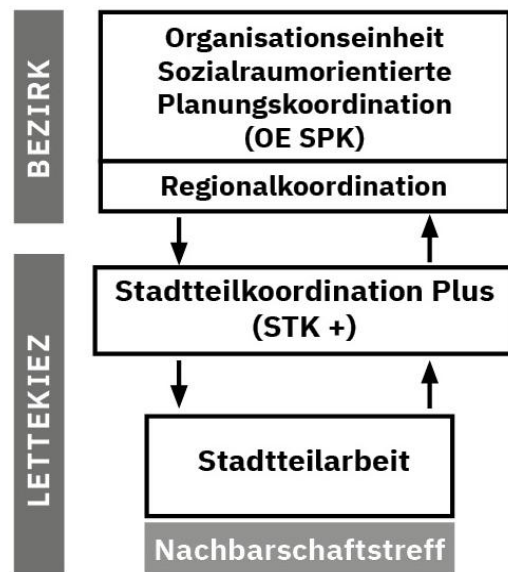 BEZIRK
Organisationseinheit
Sozialraumorientierte
Planungskoordination
(OE SPK)
Regionalkoordination
LETTEKIEZ
Stadtteilkoordination Plus
(STK +)
Stadtteilarbeit
Nachbarschaftstreff